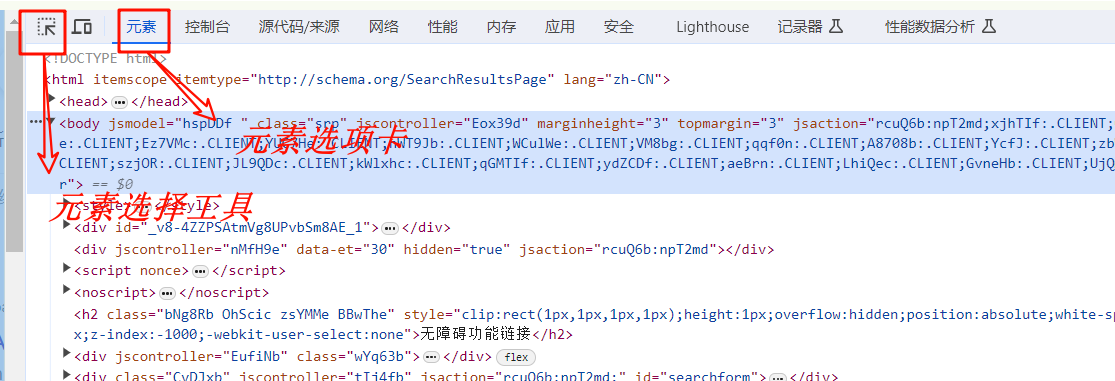 元素 控制台 源代码/来源 网络 性能 内存 应用 安全 Lighthouse 记录器 性能数据分析
<!DOCTYPE html>
<html itemscope itemtype="http://schema.org/SearchResultsPage" lang="zh-CN">
<head> ••• </head>
<body jsmodel="hspDDf " class="srp" jscontroller="Eox39d" marginheight="3" topmargin="3" jsaction="rcuQ6b:npT2md;xjhTIf:.CLIENT;
元素选项卡
e:.CLIENT;Ez7VMc:.CLIENT; WCulWe:.CLIENT;VM8bg:.CLIENT;qqf0n:.CLIENT;A8708b:.CLIENT;YcfJ:.CLIENT;zb
CLIENT;szjOR:.CLIENT;JL9QDc:.CLIENT;kWlxhc:.CLIENT;qGMTIf:.CLIENT;ydZCDf:.CLIENT;aeBrn:.CLIENT;LhiQec:.CLIENT;GvneHb:.CLIENT;UjQ
r"> == $0
元素选择工具
<style> </style>
<div id="_v8-4ZZPSAtmVg8UPvbSm8AE_1"> ••• </div>
<div jscontroller="nMfH9e" data-et="30" hidden="true" jsaction="rcuQ6b:npT2md"></div>
<script nonce> ••• </script>
<noscript> ••• </noscript>
<h2 class="bNg8Rb OhScic zsYMMe BBwThe" style="clip:rect(1px,1px,1px,1px);height:1px;overflow:hidden;position:absolute;white-sp
x;z-index:-1000;-webkit-user-select:none">无障碍功能链接</h2>
<div jscontroller="EufiNb" class="wYq63b"> ••• </div> flex
<div class="CvDJxb" jscontroller="tIj4fb" jsaction="rcuQ6b:npT2md;" id="searchform"> ••• </div>